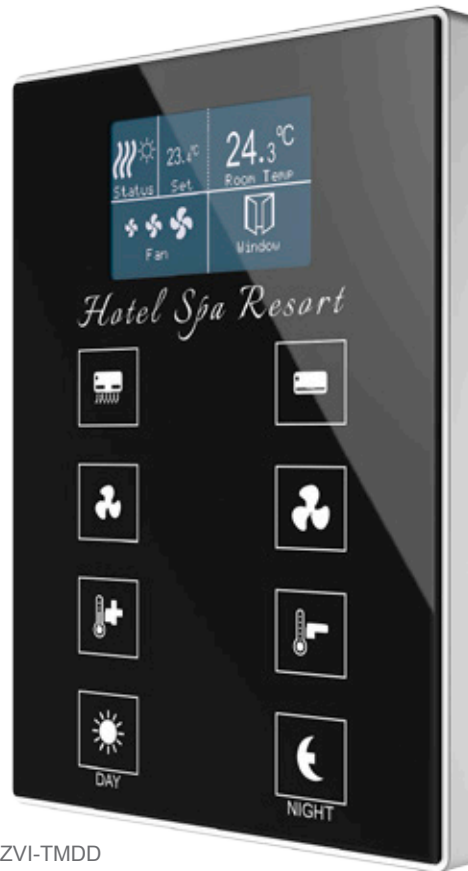 23.4°C
24.3°C
Status
Set
Room Temp
Fan
Window
Hotel Spa Resort
DAY
NIGHT
ZVI-TMDD